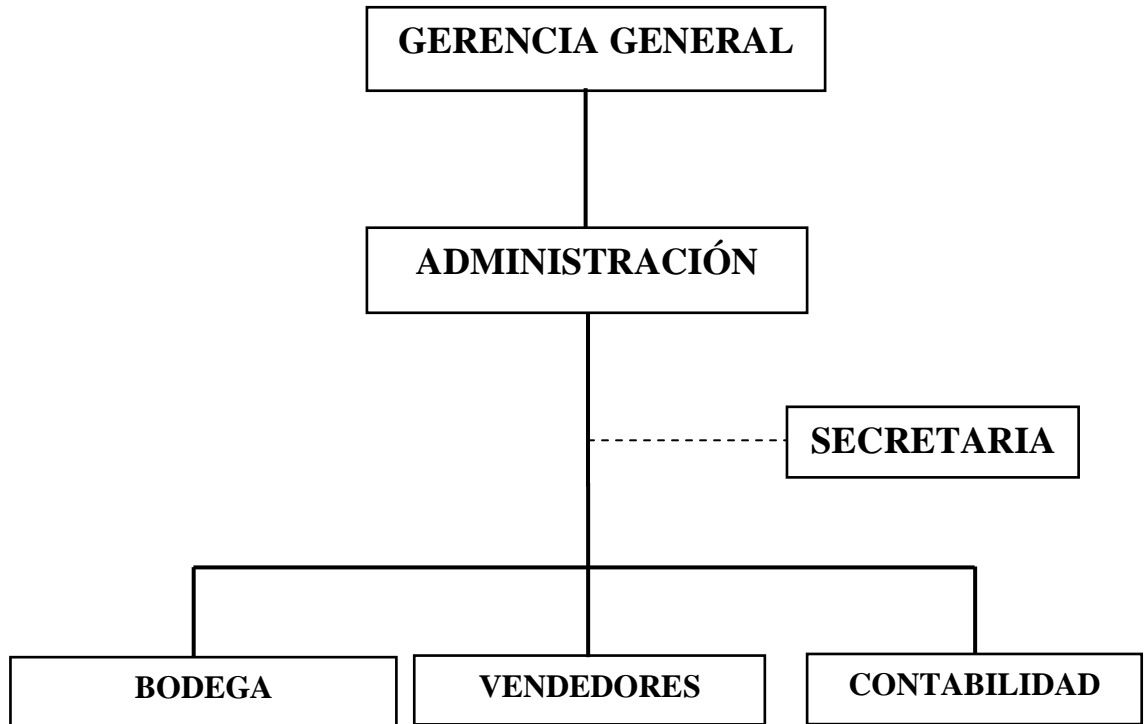 GERENCIA GENERAL
ADMINISTRACIÓN
SECRETARIA
BODEGA
VENDEDORES
CONTABILIDAD